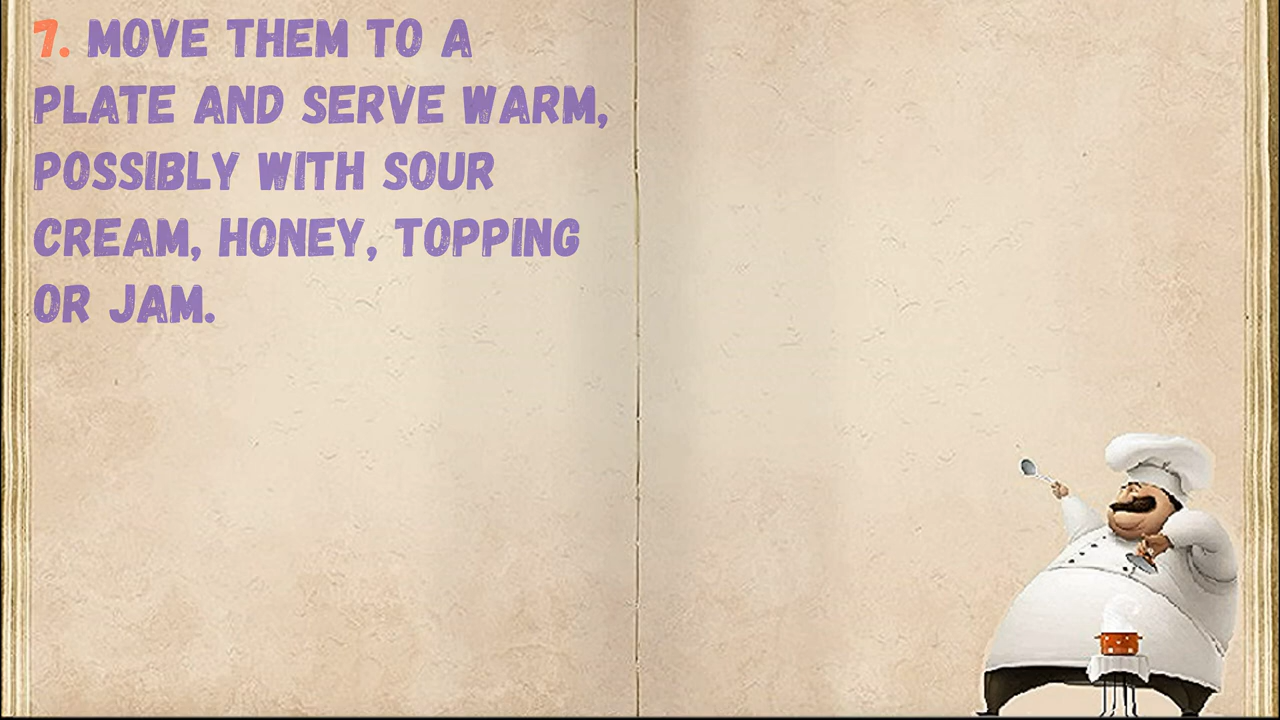 7. MOVE THEM TO A
PLATE AND SERVE WARM,
POSSIBLY WITH SOUR
CREAM, HONEY, TOPPING
OR JAM.